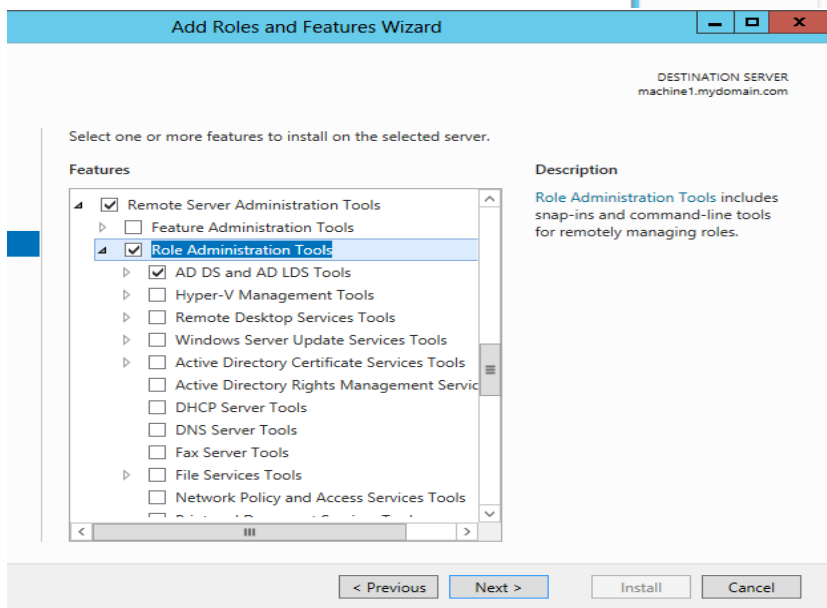 Add Roles and Features Wizard
DESTINATION SERVER
machine1.mydomain.com
Select one or more features to install on the selected server.
Features
Description
Remote Server Administration Tools
Feature Administration Tools
Role Administration Tools
AD DS and AD LDS Tools
Hyper-V Management Tools
Remote Desktop Services Tools
Windows Server Update Services Tools
Active Directory Certificate Services Tools
Active Directory Rights Management Servic
DHCP Server Tools
DNS Server Tools
Fax Server Tools
File Services Tools
Network Policy and Access Services Tools
Role Administration Tools includes
snap-ins and command-line tools
for remotely managing roles.
< Previous
Next >
Install
Cancel